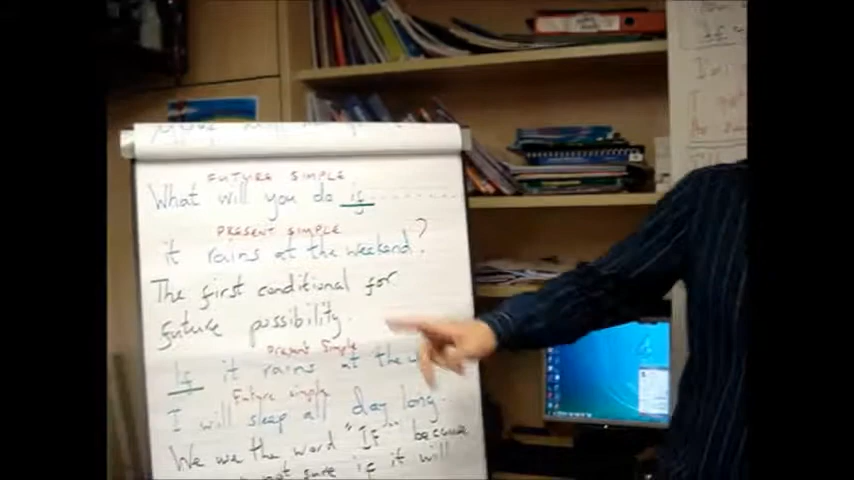 FUTURE SIMPLE
What will you do if
PRESENT SIMPLE
it rains at the weekend?
The first conditional for
future possibility.
Present Simple
If it rains at the
Future simple
I will sleep all day long.
We use the word "If" because
not sure if it will